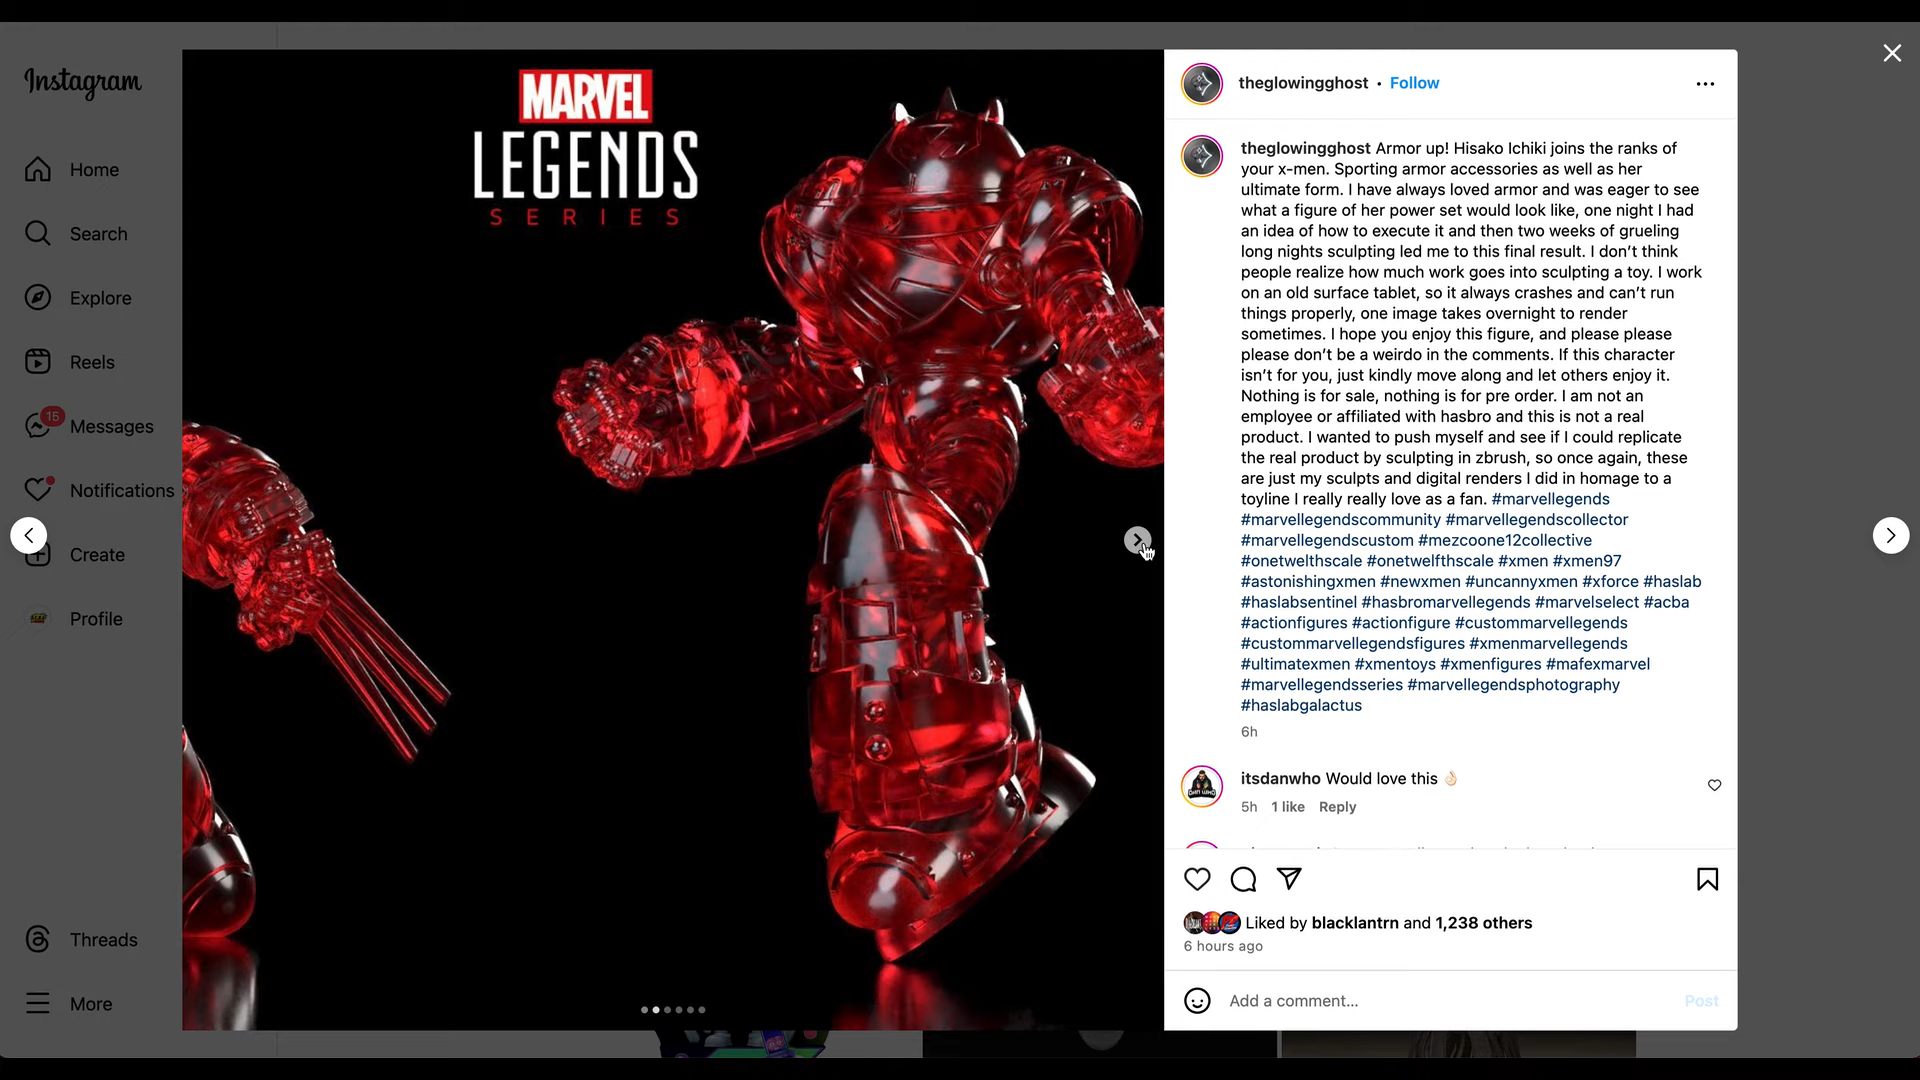 Instagram
Home
Search
Explore
Reels
15
Messages
Notifications
Create
Profile
Threads
More
MARVEL
LEGENDS
SERIES
theglowingghost • Follow
theglowingghost Armor up! Hisako Ichiki joins the ranks of
your x-men. Sporting armor accessories as well as her
ultimate form. I have always loved armor and was eager to see
what a figure of her power set would look like, one night I had
an idea of how to execute it and then two weeks of grueling
long nights sculpting led me to this final result. I don't think
people realize how much work goes into sculpting a toy. I work
on an old surface tablet, so it always crashes and can't run
things properly, one image takes overnight to render
sometimes. I hope you enjoy this figure, and please please
please don't be a weirdo in the comments. If this character
isn't for you, just kindly move along and let others enjoy it.
Nothing is for sale, nothing is for pre order. I am not an
employee or affiliated with hasbro and this is not a real
product. I wanted to push myself and see if I could replicate
the real product by sculpting in zbrush, so once again, these
are just my sculpts and digital renders I did in homage to a
toyline I really really love as a fan. #marvellegends
#marvellegendscommunity #marvellegendscollector
#marvellegendscustom #mezcoone12collective
#onetwelthscale #onetwelfthscale #xmen #xmen97
#astonishingxmen #newxmen #uncannyxmen #xforce #haslab
#haslabsentinel #hasbromarvellegends #marvelselect #acba
#actionfigures #actionfigure #custommarvellegends
#custommarvellegendsfigures #xmenmarvellegends
#ultimatexmen #xmentoys #xmenfigures #mafexmarvel
#marvellegendsseries #marvellegendsphotography
#haslabgalactus
6h
itsdanwho Would love this 👌🏻
5h 1 like Reply
Liked by blacklantrn and 1,238 others
6 hours ago
Add a comment...
Post